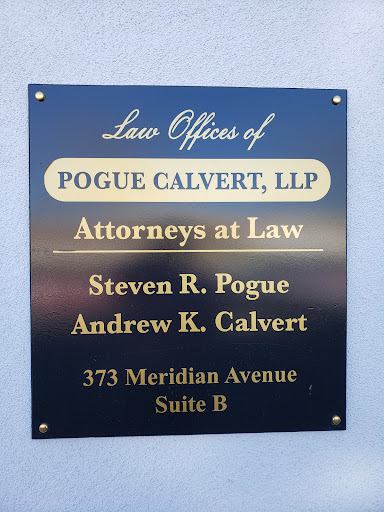 Law Offices of
POGUE CALVERT, LLP
Attorneys at Law
Steven R. Pogue
Andrew K. Calvert
373 Meridian Avenue
Suite B